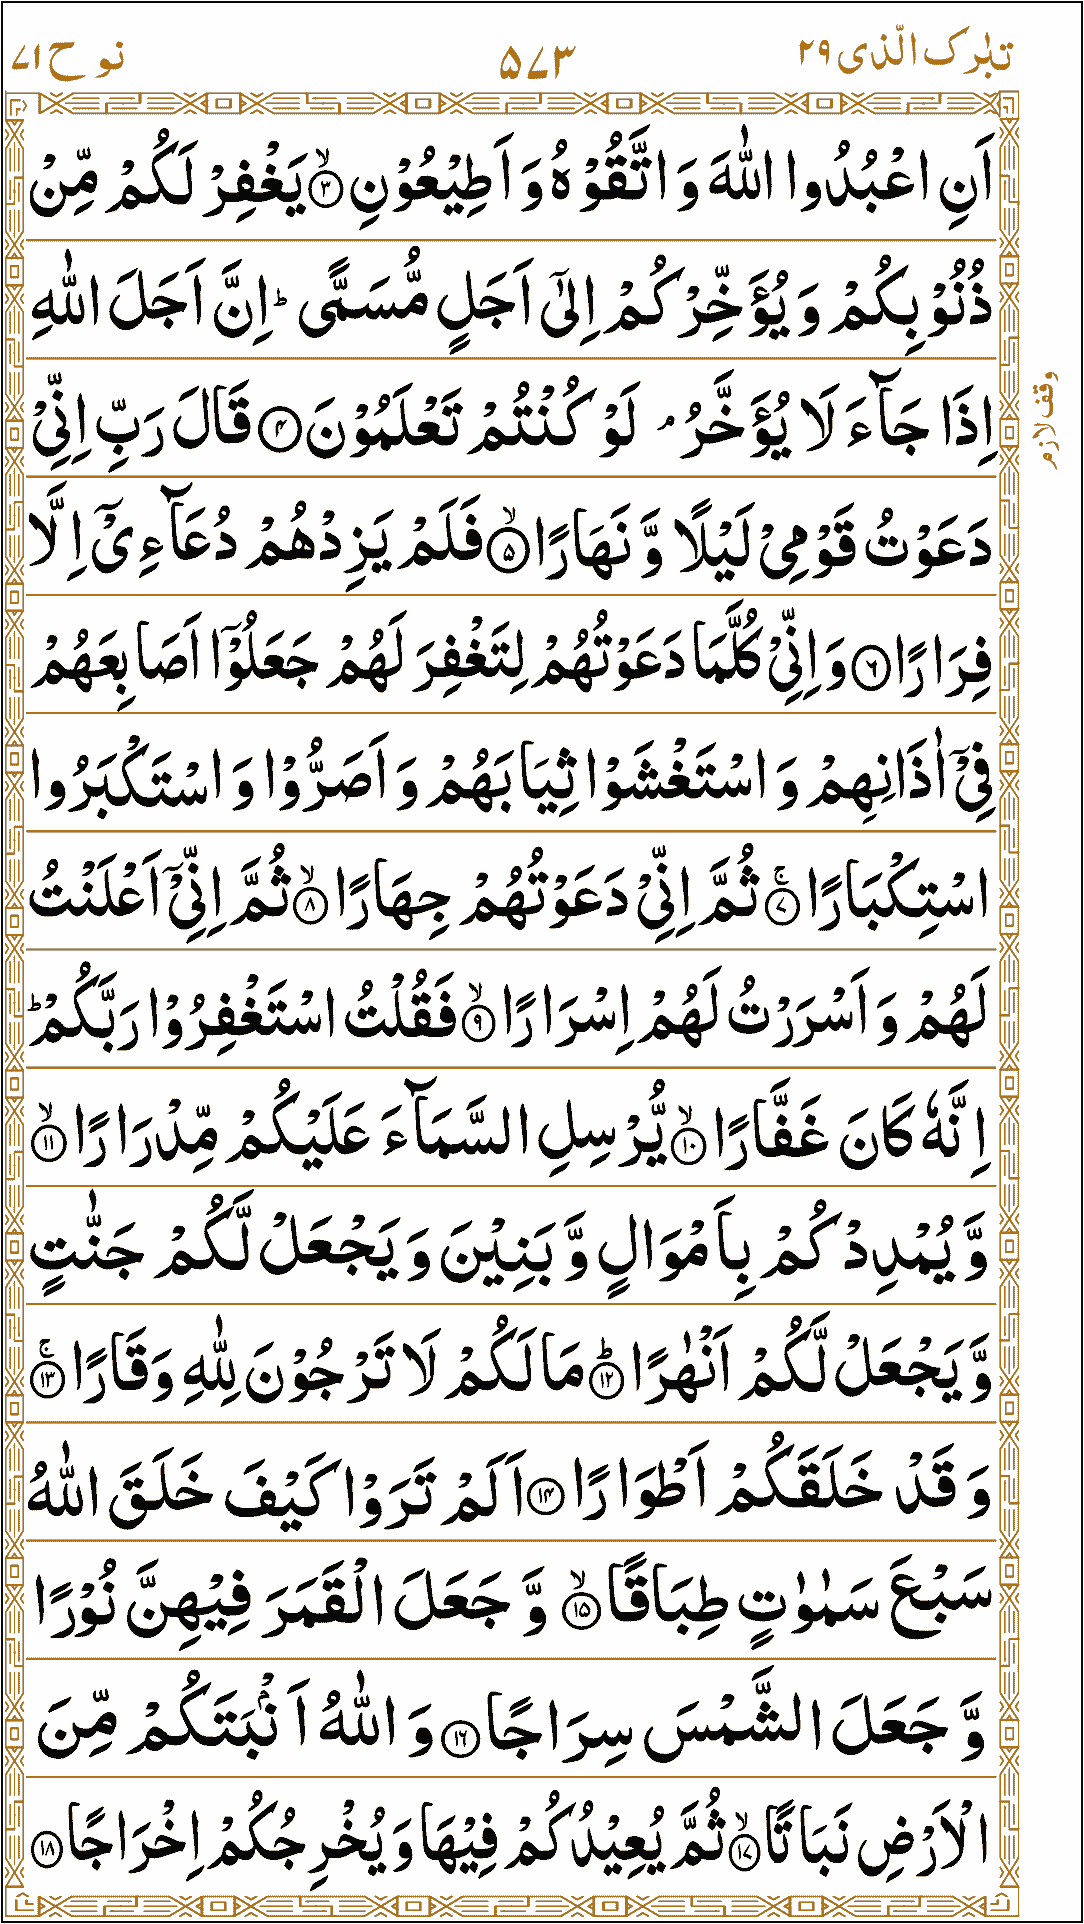 تبٰرک الّذی ۲۹ ۵۷۳ نوح ۷۱
اَنِ اعْبُدُوا اللّٰهَ وَ اتَّقُوْهُ وَ اَطِیْعُوْنِ ۙ﴿۳﴾ یَغْفِرْ لَكُمْ مِّنْ
ذُنُوْبِكُمْ وَ یُؤَخِّرْكُمْ اِلٰۤی اَجَلٍ مُّسَمًّی ؕ اِنَّ اَجَلَ اللّٰهِ
اِذَا جَآءَ لَا یُؤَخَّرُ ۘ لَوْ كُنْتُمْ تَعْلَمُوْنَ ﴿۴﴾ قَالَ رَبِّ اِنِّیْ
وقف لازم
دَعَوْتُ قَوْمِیْ لَیْلًا وَّ نَهَارًا ۙ﴿۵﴾ فَلَمْ یَزِدْهُمْ دُعَآءِیْۤ اِلَّا
فِرَارًا ﴿۶﴾ وَ اِنِّیْ كُلَّمَا دَعَوْتُهُمْ لِتَغْفِرَ لَهُمْ جَعَلُوْۤا اَصَابِعَهُمْ
فِیْۤ اٰذَانِهِمْ وَ اسْتَغْشَوْا ثِیَابَهُمْ وَ اَصَرُّوْا وَ اسْتَكْبَرُوا
اسْتِكْبَارًا ۚ﴿۷﴾ ثُمَّ اِنِّیْ دَعَوْتُهُمْ جِهَارًا ۙ﴿۸﴾ ثُمَّ اِنِّیْۤ اَعْلَنْتُ
لَهُمْ وَ اَسْرَرْتُ لَهُمْ اِسْرَارًا ۙ﴿۹﴾ فَقُلْتُ اسْتَغْفِرُوْا رَبَّكُمْ ؕ
اِنَّهٗ كَانَ غَفَّارًا ۙ﴿۱۰﴾ یُّرْسِلِ السَّمَآءَ عَلَیْكُمْ مِّدْرَارًا ۙ﴿۱۱﴾
وَّ یُمْدِدْكُمْ بِاَمْوَالٍ وَّ بَنِیْنَ وَ یَجْعَلْ لَّكُمْ جَنّٰتٍ
وَّ یَجْعَلْ لَّكُمْ اَنْهٰرًا ؕ﴿۱۲﴾ مَا لَكُمْ لَا تَرْجُوْنَ لِلّٰهِ وَقَارًا ۚ﴿۱۳﴾
وَ قَدْ خَلَقَكُمْ اَطْوَارًا ﴿۱۴﴾ اَلَمْ تَرَوْا كَیْفَ خَلَقَ اللّٰهُ
سَبْعَ سَمٰوٰتٍ طِبَاقًا ۙ﴿۱۵﴾ وَّ جَعَلَ الْقَمَرَ فِیْهِنَّ نُوْرًا
وَّ جَعَلَ الشَّمْسَ سِرَاجًا ﴿۱۶﴾ وَ اللّٰهُ اَنْۢبَتَكُمْ مِّنَ
الْاَرْضِ نَبَاتًا ۙ﴿۱۷﴾ ثُمَّ یُعِیْدُكُمْ فِیْهَا وَ یُخْرِجُكُمْ اِخْرَاجًا ﴿۱۸﴾